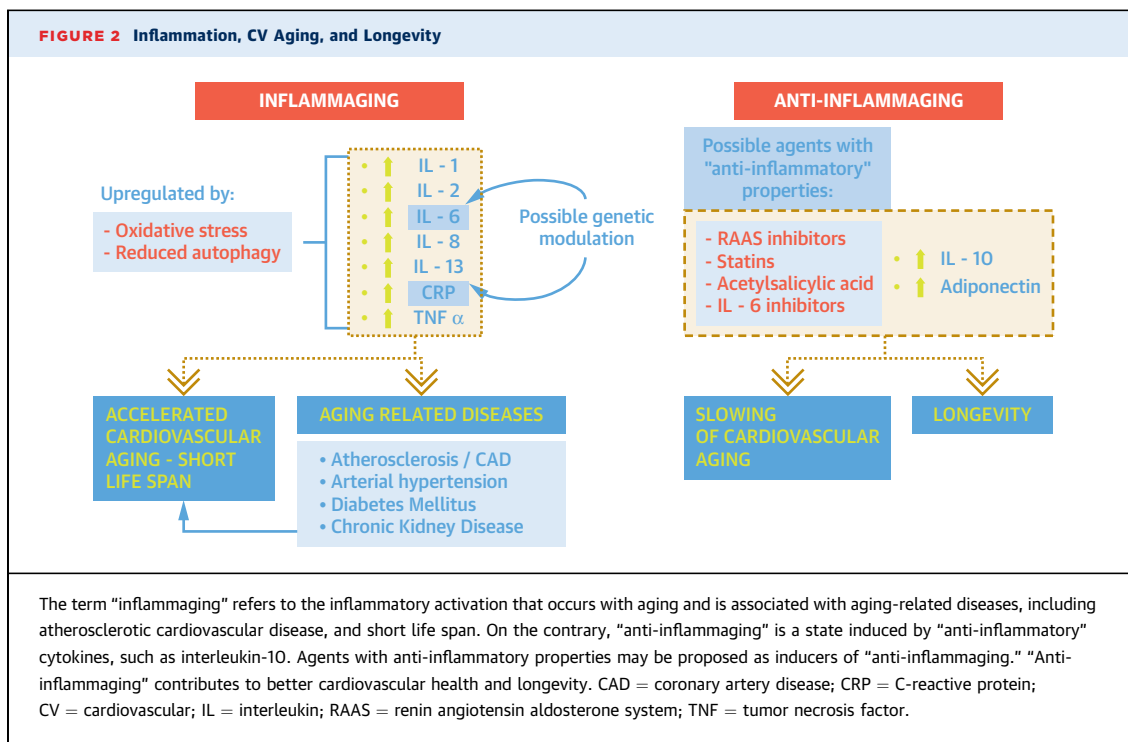 FIGURE 2 Inflammation, CV Aging, and Longevity
INFLAMMAGING
Upregulated by:
- Oxidative stress
- Reduced autophagy
• IL - 1
• IL - 2
• IL - 6
• IL - 8
• IL - 13
• CRP
• TNF α
Possible genetic
modulation
ACCELERATED
CARDIOVASCULAR
AGING - SHORT
LIFE SPAN
AGING RELATED DISEASES
• Atherosclerosis / CAD
• Arterial hypertension
• Diabetes Mellitus
• Chronic Kidney Disease
ANTI-INFLAMMAGING
Possible agents with
"anti-inflammatory"
properties:
- RAAS inhibitors
- Statins
- Acetylsalicylic acid
- IL - 6 inhibitors
• IL - 10
• Adiponectin
SLOWING
OF CARDIOVASCULAR
AGING
LONGEVITY
The term “inflammaging” refers to the inflammatory activation that occurs with aging and is associated with aging-related diseases, including
atherosclerotic cardiovascular disease, and short life span. On the contrary, “anti-inflammaging” is a state induced by “anti-inflammatory”
cytokines, such as interleukin-10. Agents with anti-inflammatory properties may be proposed as inducers of “anti-inflammaging.” “Anti-
inflammaging” contributes to better cardiovascular health and longevity. CAD = coronary artery disease; CRP = C-reactive protein;
CV = cardiovascular; IL = interleukin; RAAS = renin angiotensin aldosterone system; TNF = tumor necrosis factor.